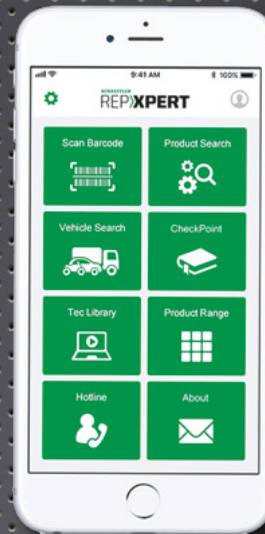 9:41 AM
100%
SCHAEFFLER
REPXPERT
Scan Barcode
Product Search
Vehicle Search
CheckPoint
Tec Library
Product Range
Hotline
About